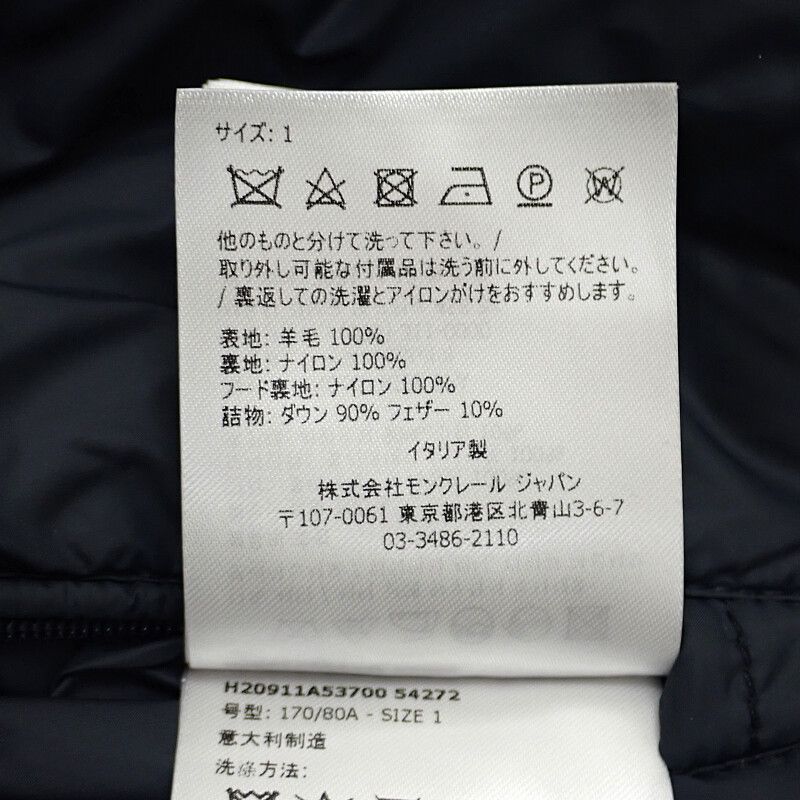 サイズ: 1
P
W
他のものと分けて洗って下さい。/
取り外し可能な付属品は洗う前に外してください。
/ 裏返しての洗濯とアイロンがけをおすすめします。
表地: 羊毛 100%
裏地: ナイロン 100%
フード裏地: ナイロン 100%
詰物: ダウン 90% フェザー 10%
イタリア製
株式会社モンクレール ジャパン
〒107-0061 東京都港区北青山3-6-7
03-3486-2110
H20911A53700 54272
号型: 170/80A - SIZE 1
意大利制造
洗涤方法: